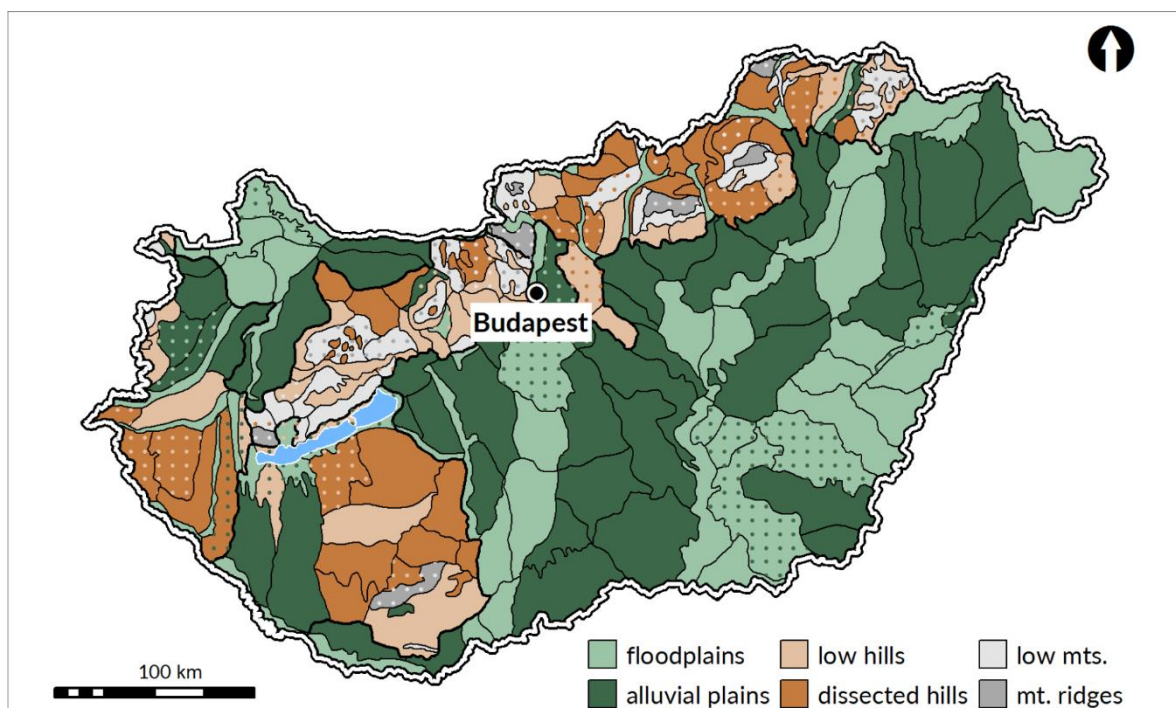 Budapest
100 km
floodplains
low hills
low mts.
alluvial plains
dissected hills
mt. ridges